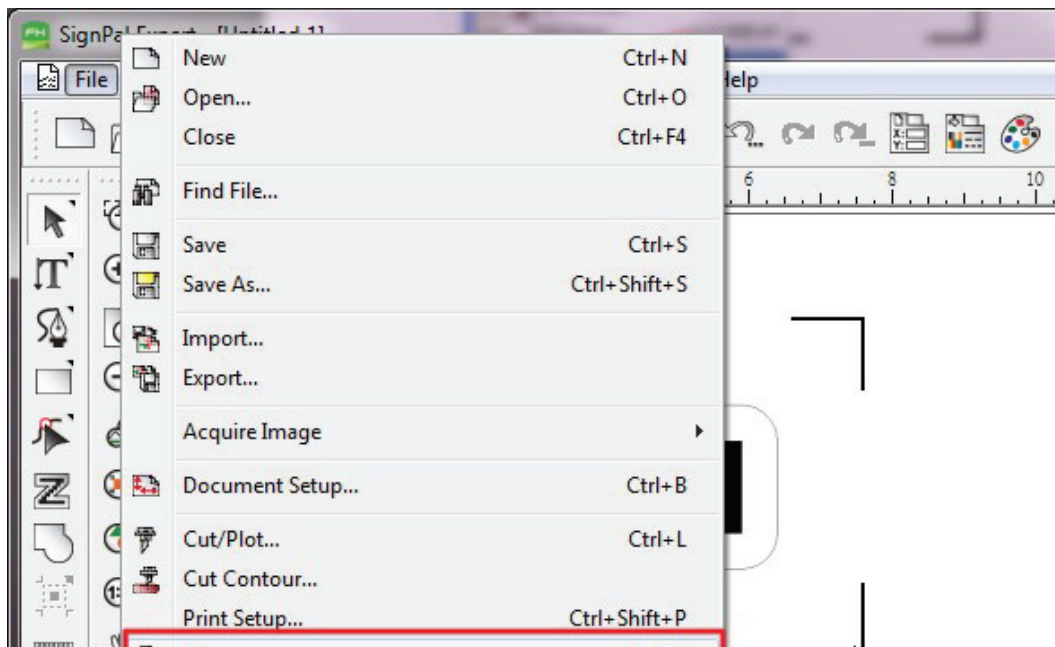 SignPal Expert - [Untitled-1]
File
Help
New Ctrl+N
Open... Ctrl+O
Close Ctrl+F4
Find File...
Save Ctrl+S
Save As... Ctrl+Shift+S
Import...
Export...
Acquire Image
Document Setup... Ctrl+B
Cut/Plot... Ctrl+L
Cut Contour...
Print Setup... Ctrl+Shift+P
6 8 10